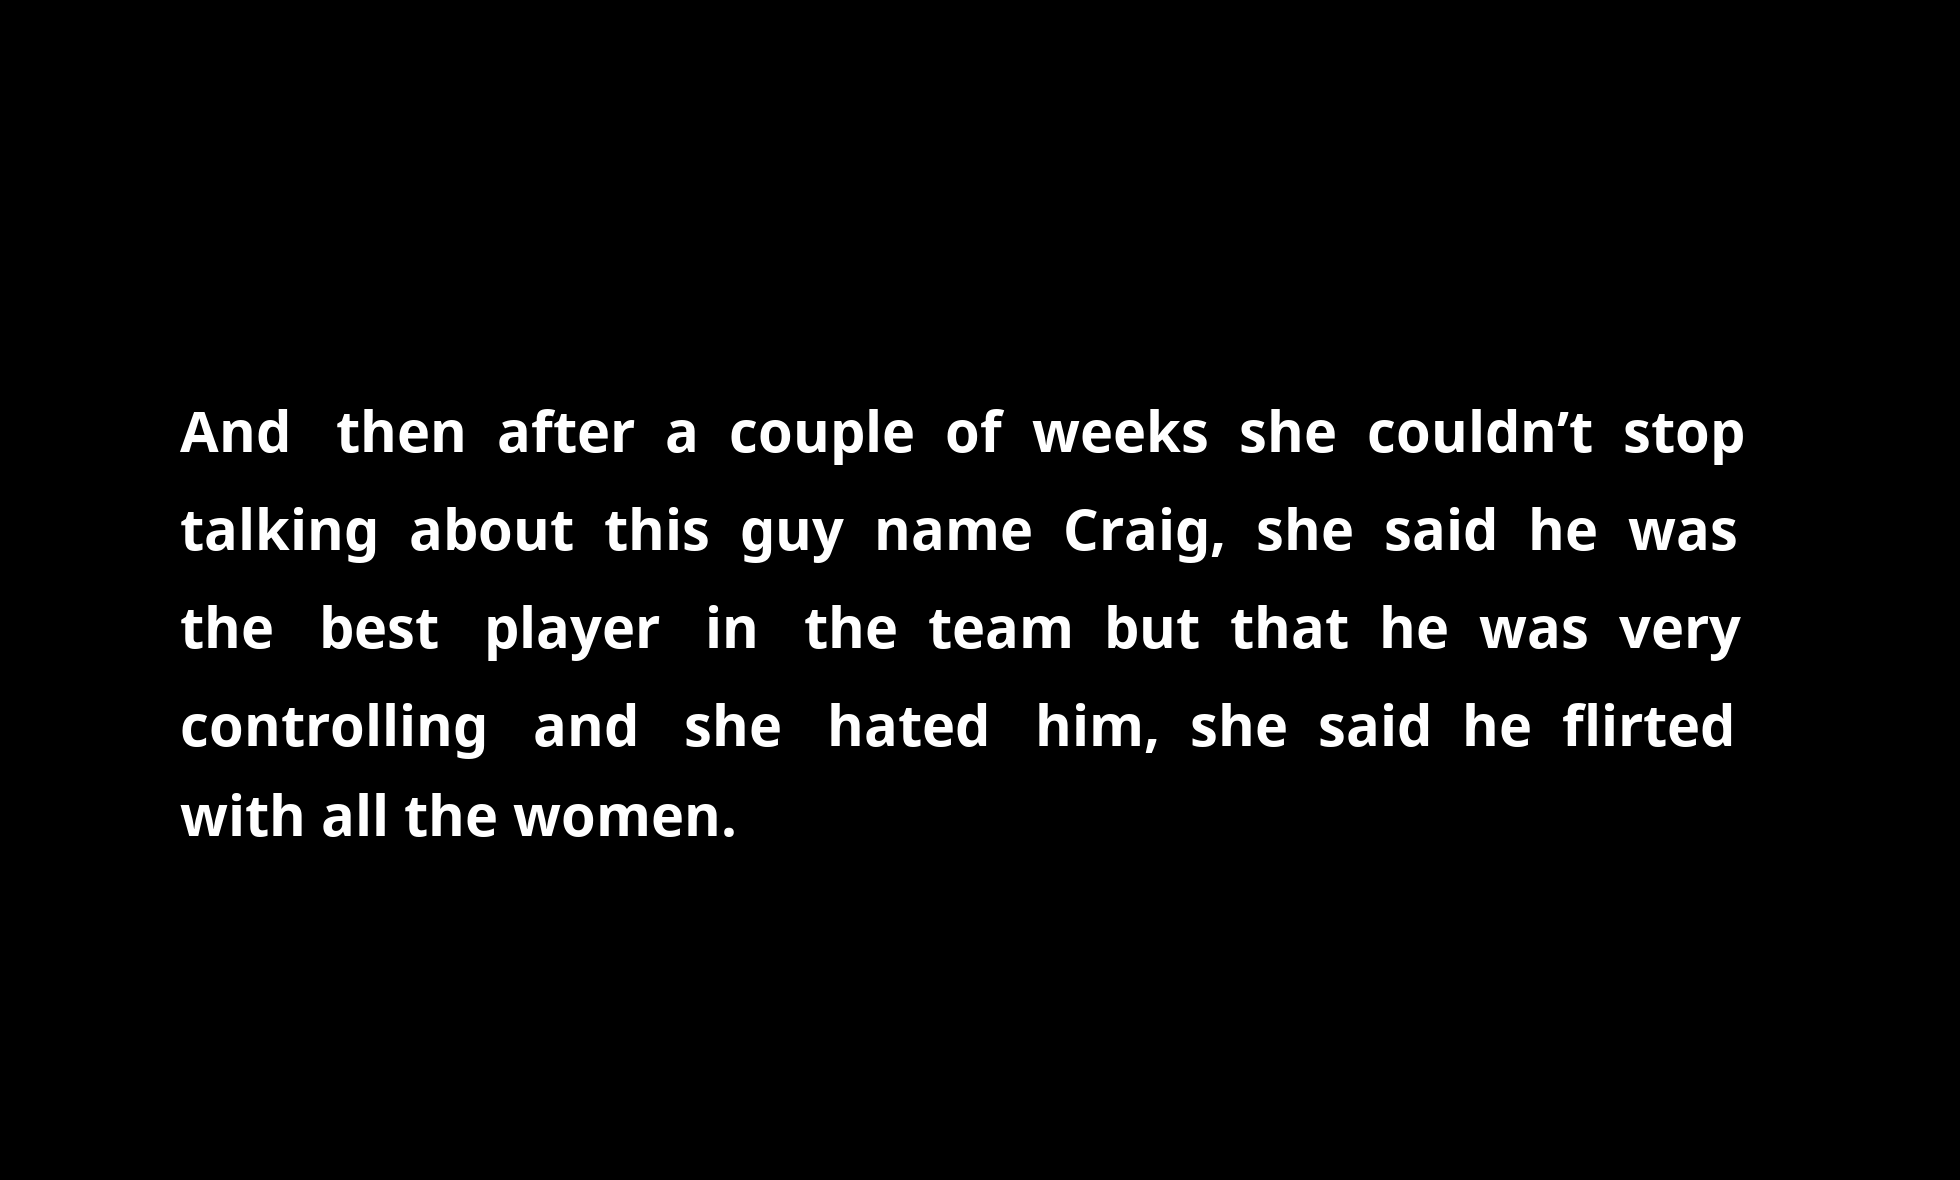 And then after a couple of weeks she couldn’t stop
talking about this guy name Craig, she said he was
the best player in the team but that he was very
controlling and she hated him, she said he flirted
with all the women.